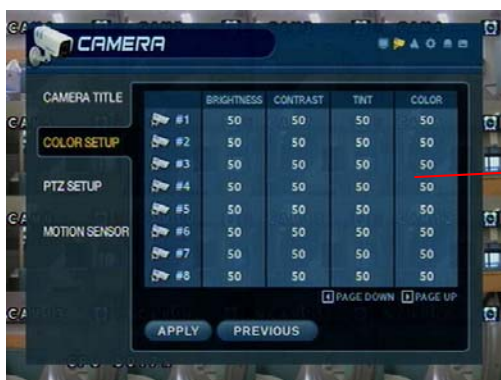 CAMERA
CAMERA TITLE
COLOR SETUP
PTZ SETUP
MOTION SENSOR
BRIGHTNESS CONTRAST TINT COLOR
#1 50 50 50 50
#2 50 50 50 50
#3 50 50 50 50
#4 50 50 50 50
#5 50 50 50 50
#6 50 50 50 50
#7 50 50 50 50
#8 50 50 50 50
PAGE DOWN PAGE UP
APPLY PREVIOUS